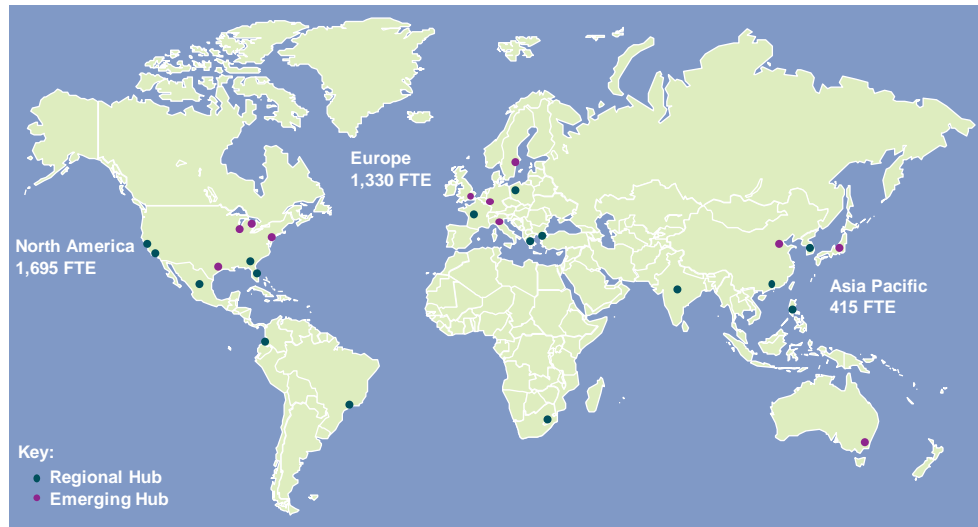 Europe
1,330 FTE
North America
1,695 FTE
Asia Pacific
415 FTE
Key:
Regional Hub
Emerging Hub